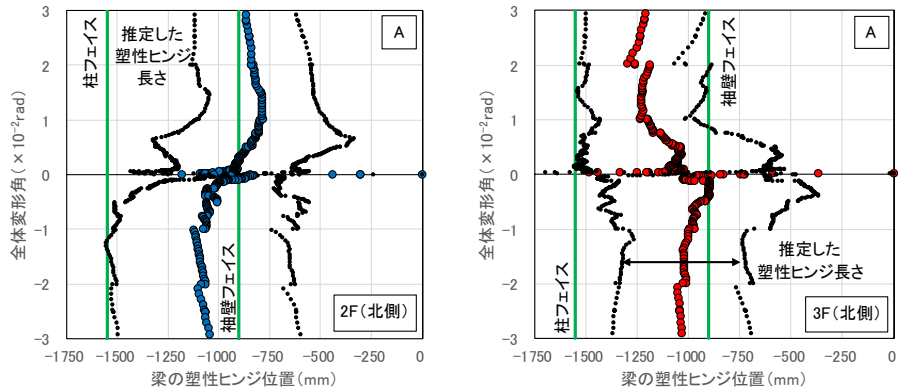 3
2
1
0
-1
-2
-3
全体変形角(×10⁻²rad)
柱フェイス
推定した
塑性ヒンジ
長さ
A
袖壁フェイス
2F(北側)
-1750
-1500
-1250
-1000
-750
-500
-250
0
梁の塑性ヒンジ位置(mm)
3
2
1
0
-1
-2
-3
全体変形角(×10⁻²rad)
A
袖壁フェイス
推定した
塑性ヒンジ長さ
柱フェイス
3F(北側)
-1750
-1500
-1250
-1000
-750
-500
-250
0
梁の塑性ヒンジ位置(mm)